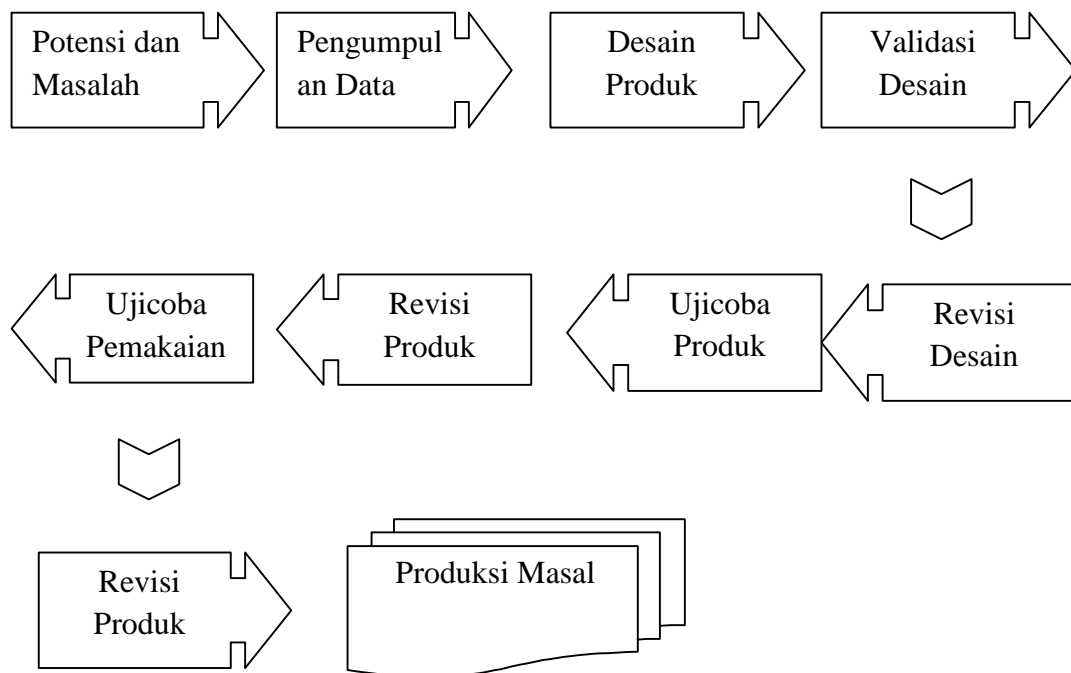 Potensi dan
Masalah
Pengumpul
an Data
Desain
Produk
Validasi
Desain
Revisi
Desain
Ujicoba
Produk
Revisi
Produk
Ujicoba
Pemakaian
Revisi
Produk
Produksi Masal